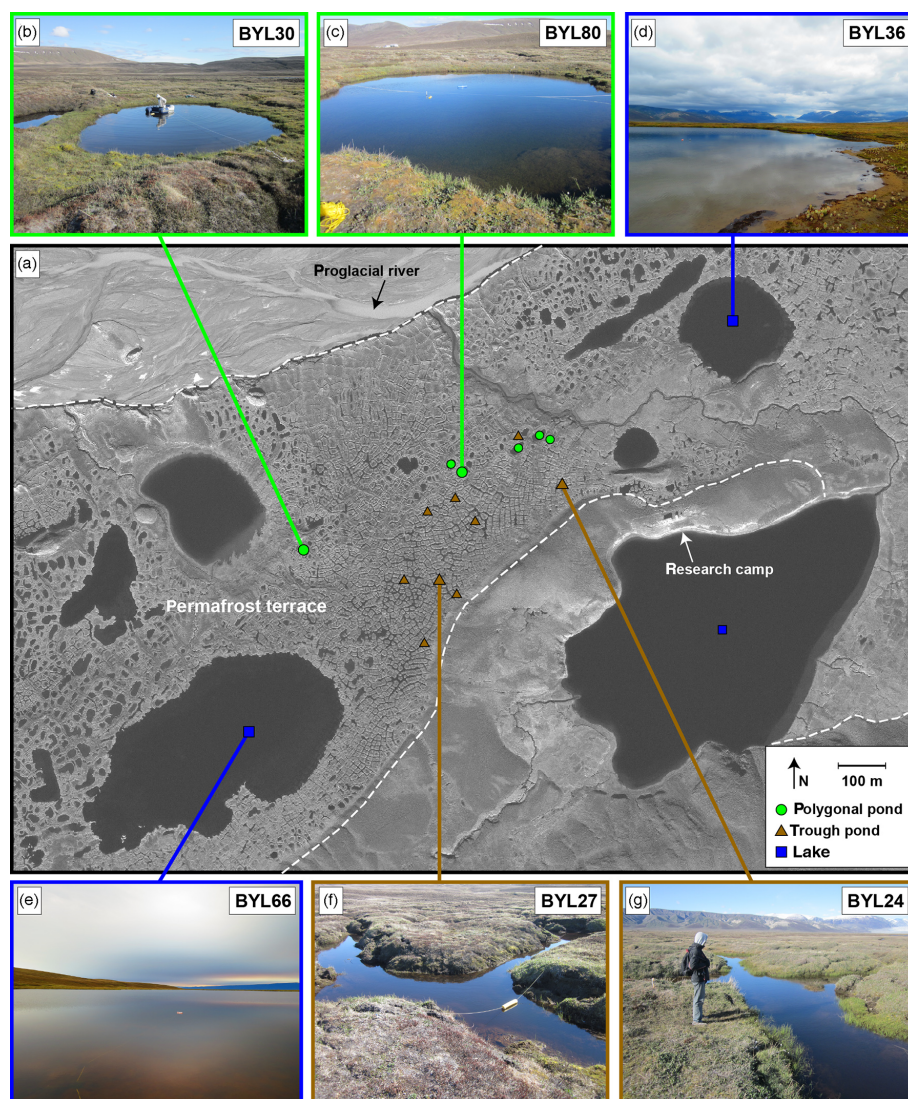 (b)
BYL30
(c)
BYL80
(d)
BYL36
(a)
Proglacial river
Research camp
Permafrost terrace
N
100 m
Polygonal pond
Trough pond
Lake
(e)
BYL66
(f)
BYL27
(g)
BYL24